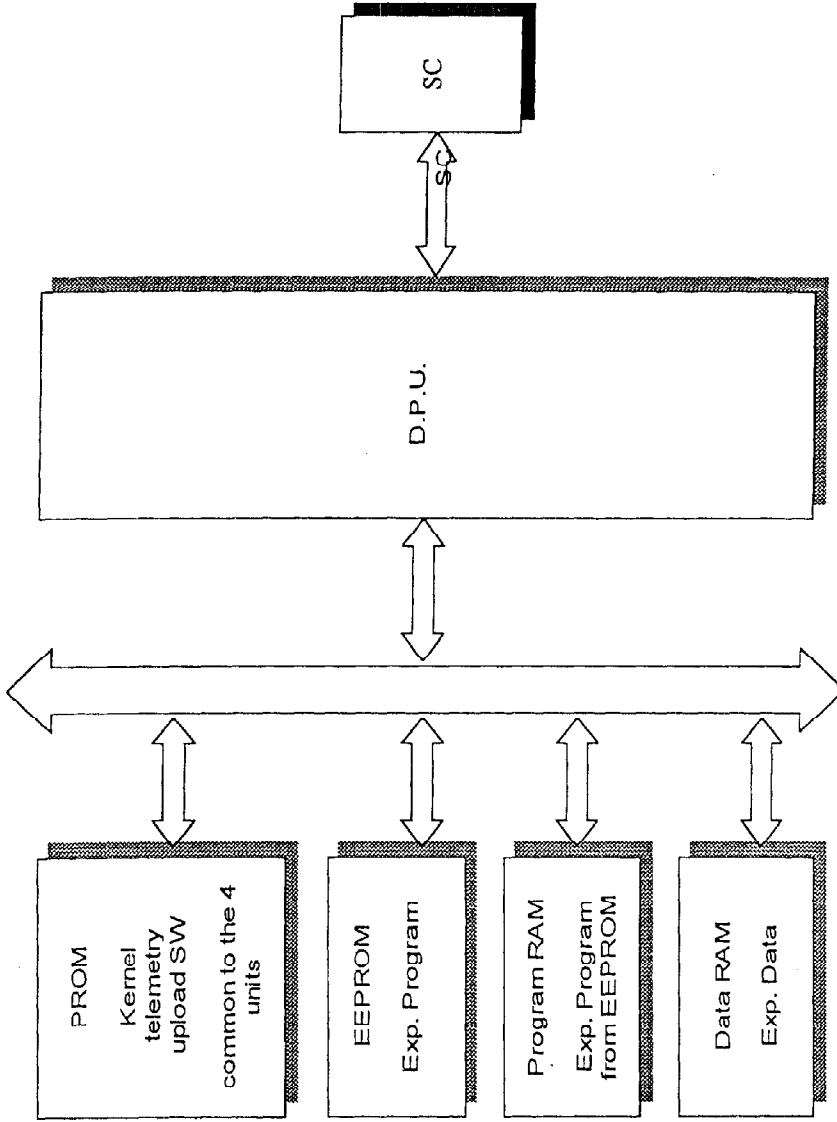 PROM
Kernel
telemetry
upload SW
common to the 4
units
EEPROM
Exp. Program
Program RAM
Exp. Program
from EEPROM
Data RAM
Exp. Data
D.P.U.
SC
SC